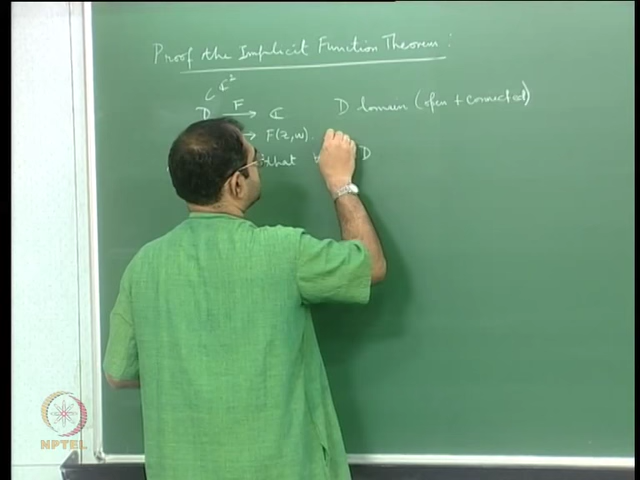 Proof the Implicit Function Theorem:
⊂ ℂ²
D F→ ℂ D domain (open + connected)
→ F(z,w).
that D
NPTEL